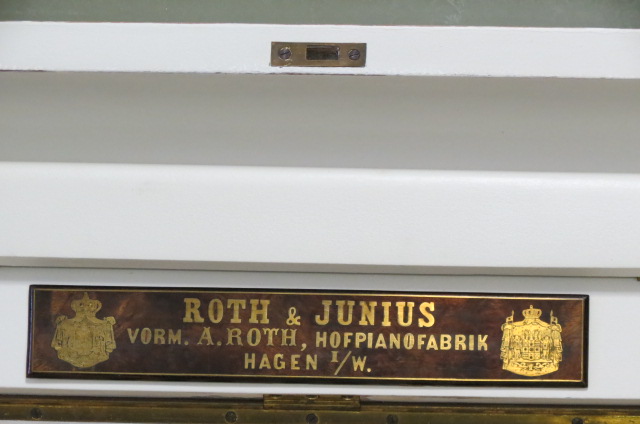 ROTH & JUNIUS
VORM. A. ROTH, HOFPIANOFABRIK
HAGEN I/W.